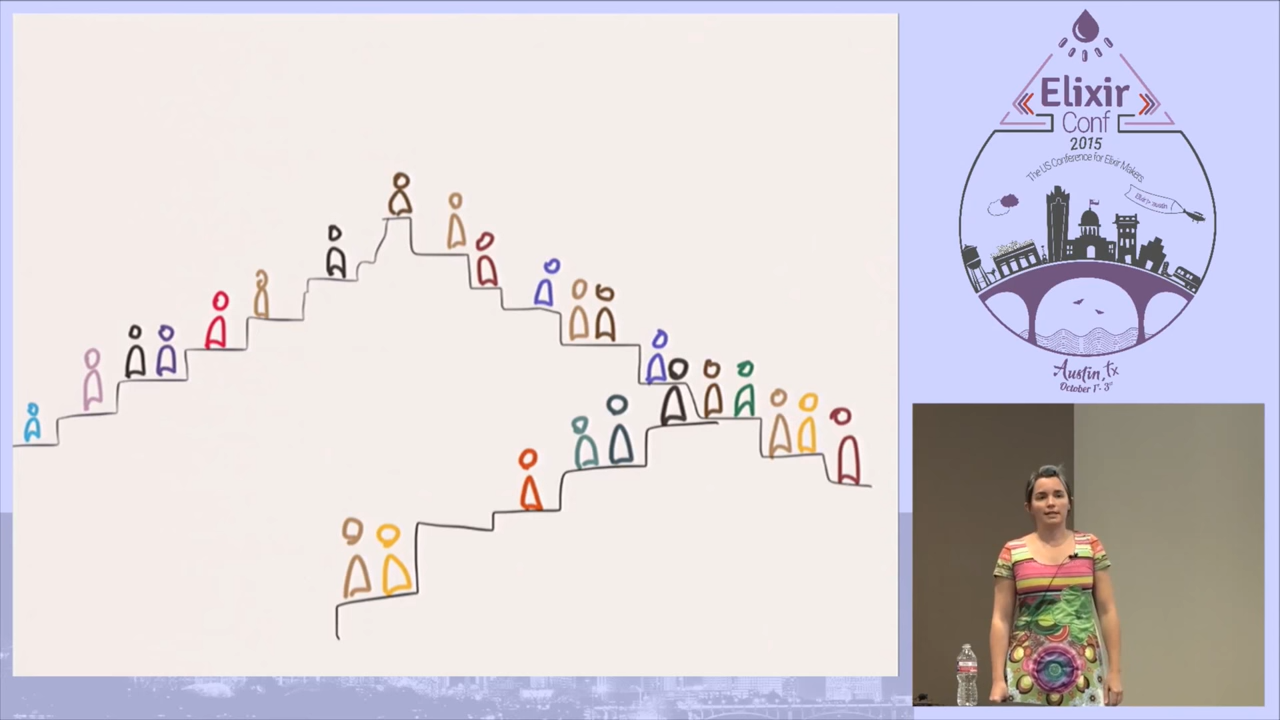 Elixir
Conf
2015
The US Conference for Elixir Makers
Austin, TX
October 1st - 3rd